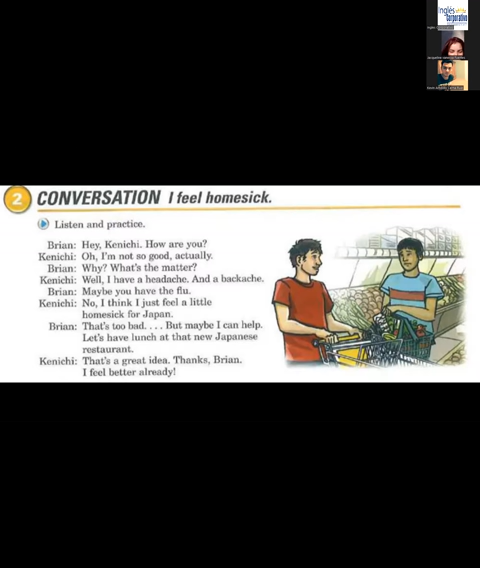 Inglés
corporativo
2 CONVERSATION I feel homesick.
Listen and practice.
Brian: Hey, Kenichi. How are you?
Kenichi: Oh, I'm not so good, actually.
Brian: Why? What's the matter?
Kenichi: Well, I have a headache. And a backache.
Brian: Maybe you have the flu.
Kenichi: No, I think I just feel a little
homesick for Japan.
Brian: That's too bad. . . . But maybe I can help.
Let's have lunch at that new Japanese
restaurant.
Kenichi: That's a great idea. Thanks, Brian.
I feel better already!